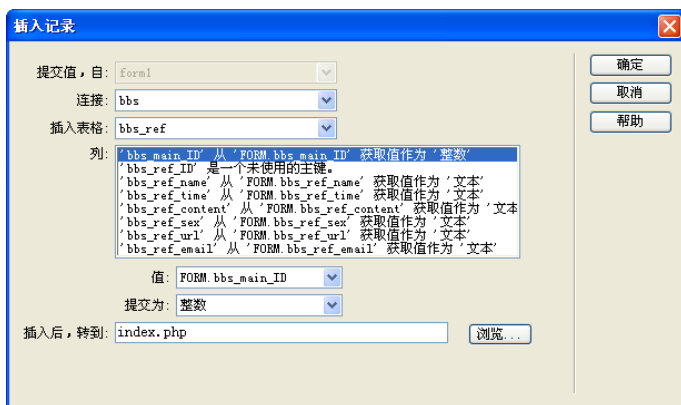 插入记录
提交值，自: form1
确定
连接: bbs
取消
插入表格: bbs_ref
帮助
列: 'bbs_main_ID' 从 'FORM.bbs_main_ID' 获取值作为 '整数'
'bbs_ref_ID' 是一个未使用的主键。
'bbs_ref_name' 从 'FORM.bbs_ref_name' 获取值作为 '文本'
'bbs_ref_time' 从 'FORM.bbs_ref_time' 获取值作为 '文本'
'bbs_ref_content' 从 'FORM.bbs_ref_content' 获取值作为 '文本
'bbs_ref_sex' 从 'FORM.bbs_ref_sex' 获取值作为 '文本'
'bbs_ref_url' 从 'FORM.bbs_ref_url' 获取值作为 '文本'
'bbs_ref_email' 从 'FORM.bbs_ref_email' 获取值作为 '文本'
值: FORM.bbs_main_ID
提交为: 整数
插入后，转到: index.php 浏览...